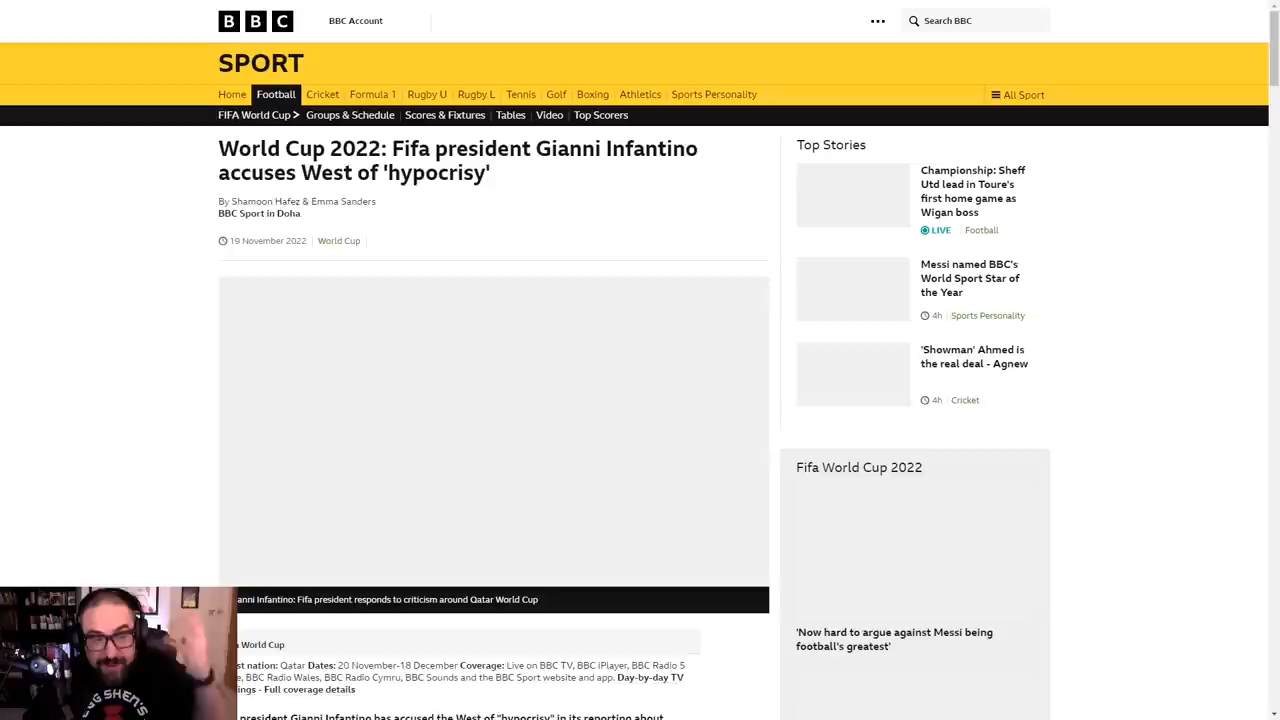 BBC
BBC Account
Search BBC
SPORT
Home
Football
Cricket
Formula 1
Rugby U
Rugby L
Tennis
Golf
Boxing
Athletics
Sports Personality
All Sport
FIFA World Cup
Groups & Schedule
Scores & Fixtures
Tables
Video
Top Scorers
World Cup 2022: Fifa president Gianni Infantino
accuses West of 'hypocrisy'
By Shamoon Hafez & Emma Sanders
BBC Sport in Doha
19 November 2022
World Cup
Gianni Infantino: Fifa president responds to criticism around Qatar World Cup
World Cup
nation: Qatar Dates: 20 November-18 December Coverage: Live on BBC TV, BBC iPlayer, BBC Radio 5
BBC Radio Wales, BBC Radio Cymru, BBC Sounds and the BBC Sport website and app. Day-by-day TV
- Full coverage details
president Gianni Infantino has accused the West of "hypocrisy" in its reporting about
Top Stories
Championship: Sheff
Utd lead in Toure's
first home game as
Wigan boss
LIVE
Football
Messi named BBC's
World Sport Star of
the Year
4h
Sports Personality
'Showman' Ahmed is
the real deal - Agnew
4h
Cricket
Fifa World Cup 2022
'Now hard to argue against Messi being
football's greatest'
SHEN'S